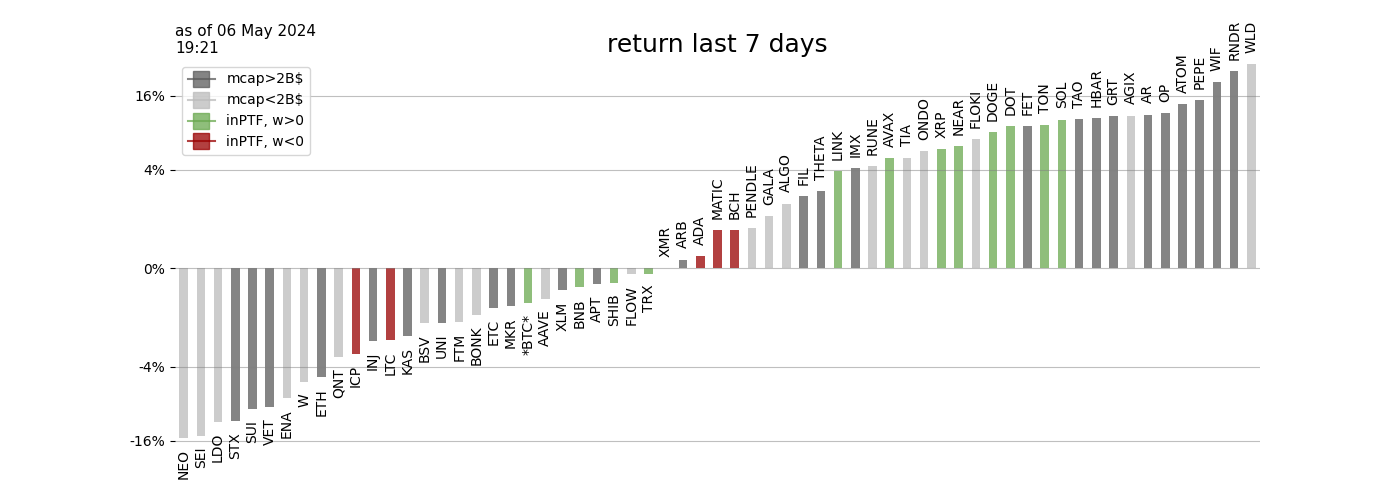 as of 06 May 2024
19:21
return last 7 days
mcap>2B$
mcap<2B$
inPTF, w>0
inPTF, w<0
16%
4%
0%
-4%
-16%
NEO
SEI
LDO
STX
SUI
VET
ENA
W
ETH
QNT
ICP
INJ
LTC
KAS
BSV
UNI
FTM
BONK
ETC
MKR
*BTC*
AAVE
XLM
BNB
APT
SHIB
FLOW
TRX
XMR
ARB
ADA
MATIC
BCH
PENDLE
GALA
ALGO
FIL
THETA
LINK
IMX
RUNE
AVAX
TIA
ONDO
XRP
NEAR
FLOKI
DOGE
DOT
FET
TON
SOL
TAO
HBAR
GRT
AGIX
AR
OP
ATOM
PEPE
WIF
RNDR
WLD